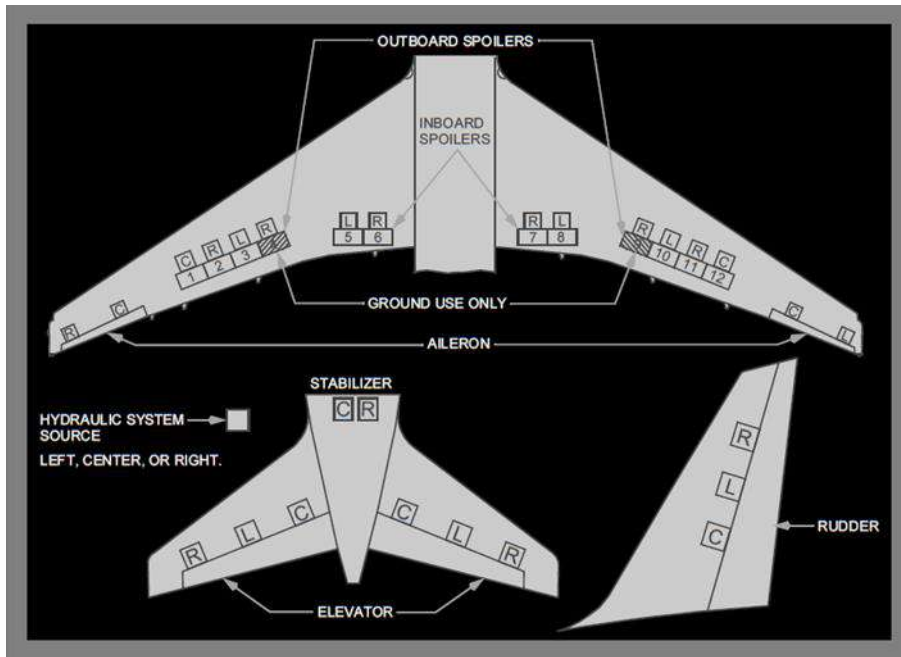 OUTBOARD SPOILERS
INBOARD
SPOILERS
L R
R L
C R L R
R L R C
1 2 3
5 6
7 8
10 11 12
GROUND USE ONLY
R C
C L
AILERON
STABILIZER
C R
HYDRAULIC SYSTEM
SOURCE
LEFT, CENTER, OR RIGHT.
R L C
C L R
R
L
C
RUDDER
ELEVATOR